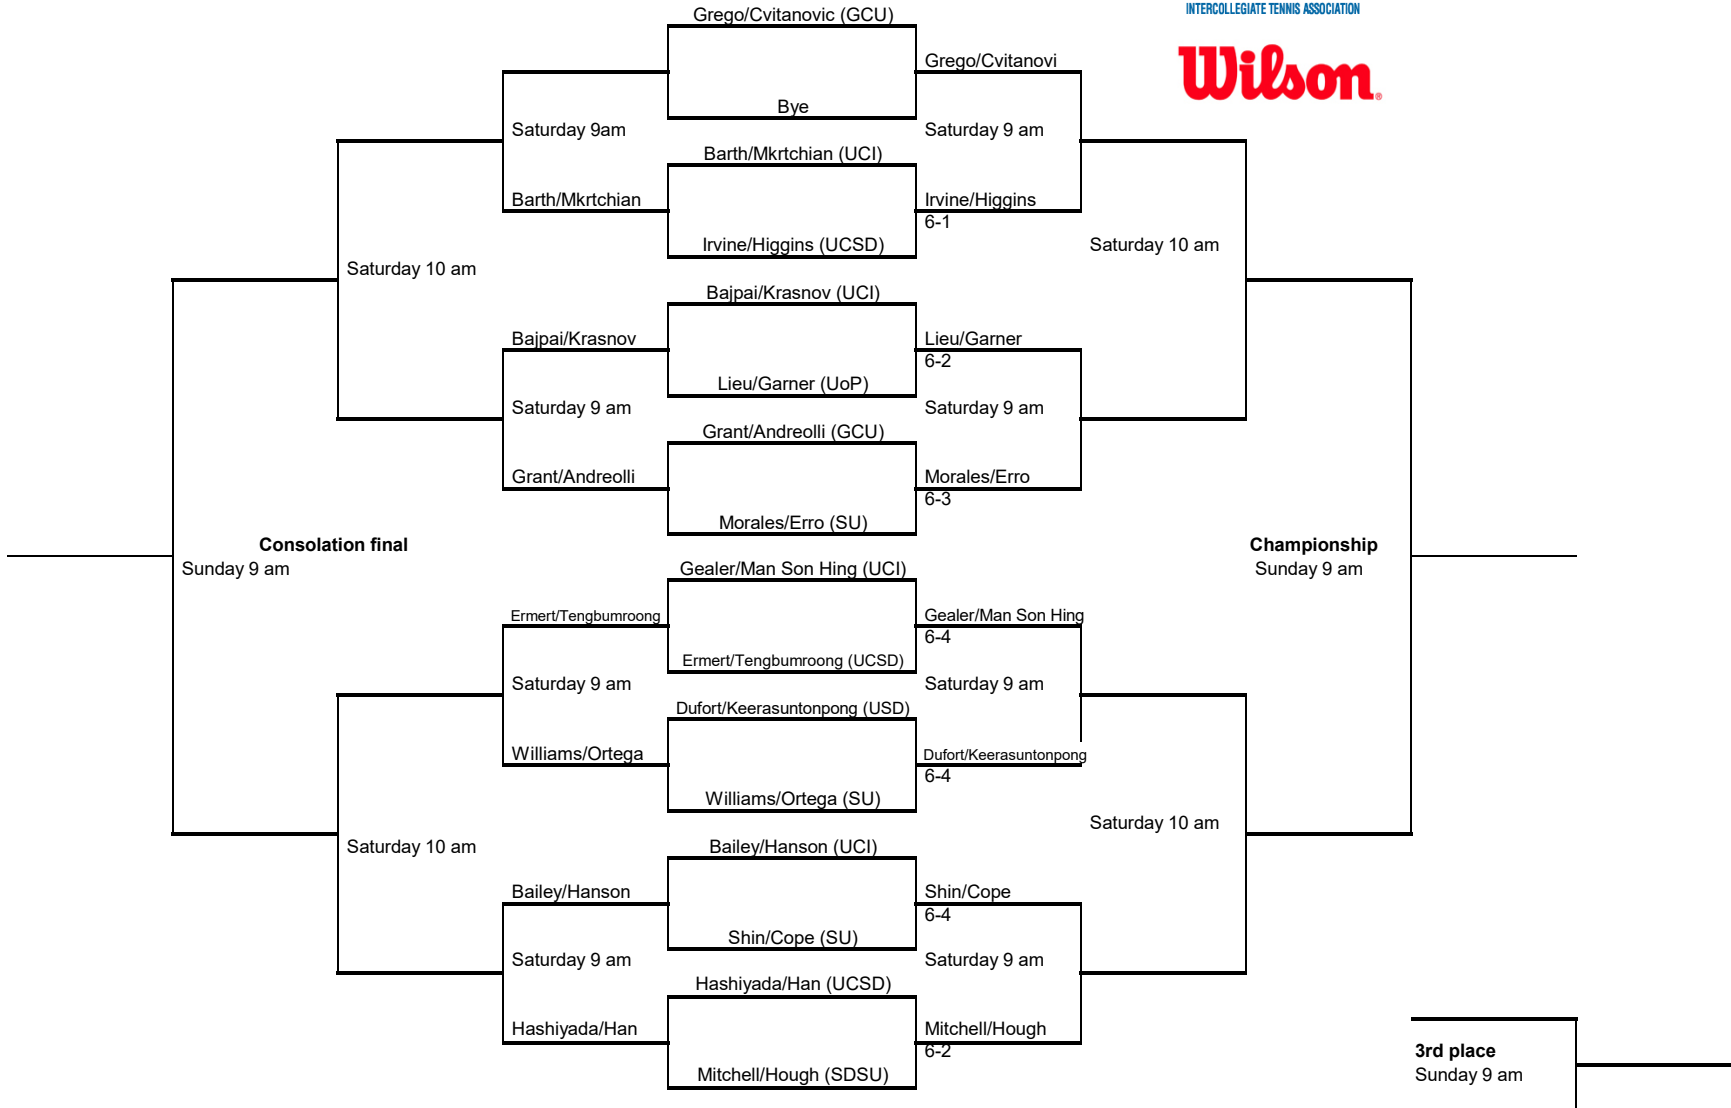 Grego/Cvitanovic (GCU)
INTERCOLLEGIATE TENNIS ASSOCIATION
Grego/Cvitanovi
Wilson
Bye
Saturday 9am
Saturday 9 am
Barth/Mkrtchian (UCI)
Barth/Mkrtchian
Irvine/Higgins
6-1
Irvine/Higgins (UCSD)
Saturday 10 am
Saturday 10 am
Bajpai/Krasnov (UCI)
Bajpai/Krasnov
Lieu/Garner
6-2
Lieu/Garner (UoP)
Saturday 9 am
Saturday 9 am
Grant/Andreolli (GCU)
Grant/Andreolli
Morales/Erro
6-3
Morales/Erro (SU)
Consolation final
Sunday 9 am
Championship
Sunday 9 am
Gealer/Man Son Hing (UCI)
Ermert/Tengbumroong
Gealer/Man Son Hing
6-4
Ermert/Tengbumroong (UCSD)
Saturday 9 am
Saturday 9 am
Dufort/Keerasuntonpong (USD)
Williams/Ortega
Dufort/Keerasuntonpong
6-4
Williams/Ortega (SU)
Saturday 10 am
Saturday 10 am
Bailey/Hanson (UCI)
Bailey/Hanson
Shin/Cope
6-4
Shin/Cope (SU)
Saturday 9 am
Saturday 9 am
Hashiyada/Han (UCSD)
Hashiyada/Han
Mitchell/Hough
6-2
Mitchell/Hough (SDSU)
3rd place
Sunday 9 am